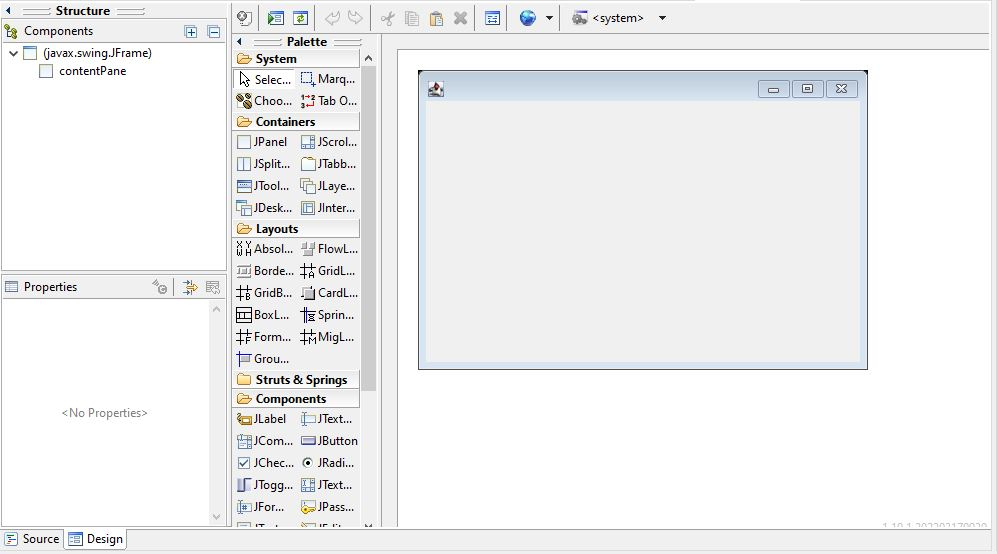 Structure
Components
(javax.swing.JFrame)
contentPane
Properties
<No Properties>
Palette
System
Selec... Marq...
Choo... Tab O...
Containers
JPanel JScrol...
JSplit... JTabb...
JTool... JLaye...
JDesk... JInter...
Layouts
Absol... FlowL...
Borde... GridL...
GridB... CardL...
BoxL... Sprin...
Form... MigL...
Grou...
Struts & Springs
Components
JLabel JText...
JCom... JButton
JChec... JRadi...
JTogg... JText...
JFor... JPass...
<system>
Source Design